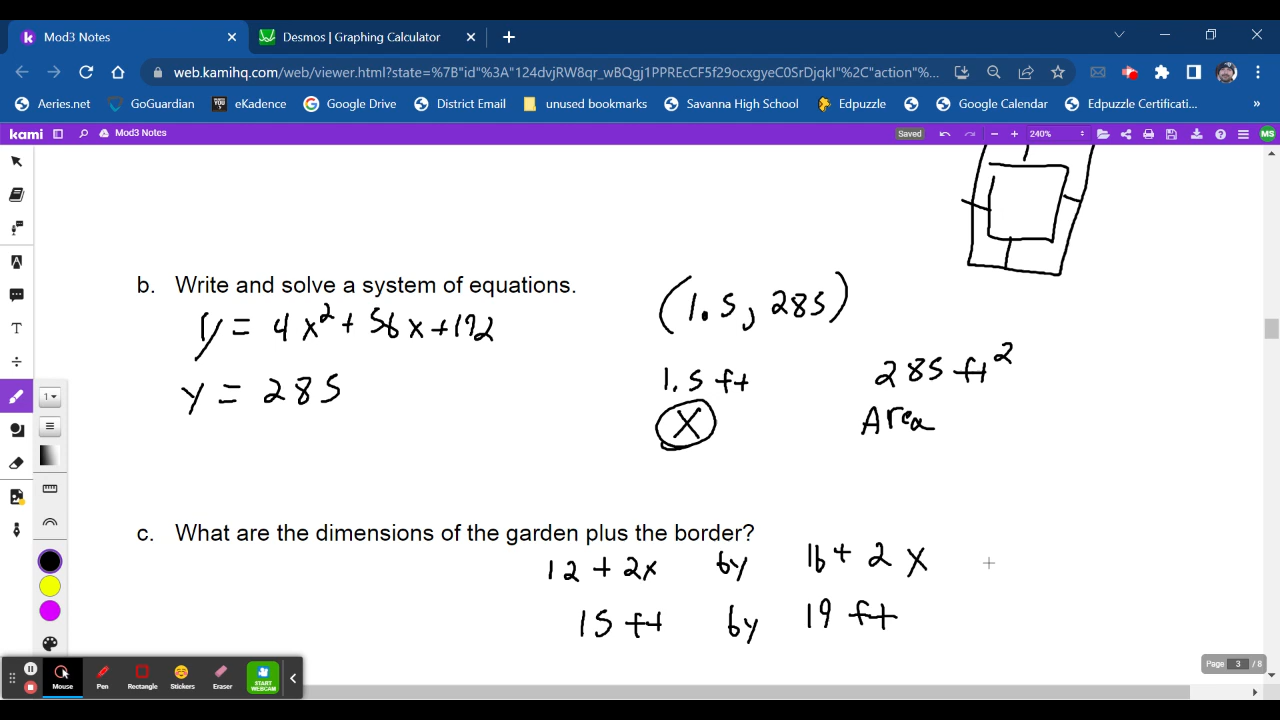 Mod3 Notes
Desmos | Graphing Calculator
web.kamihq.com/web/viewer.html?state=%7B"id"%3A"124dvjRW8qr_wBQgj1PPREcCF5f29ocxgyeC0SrDjqkI"%2C"action"%...
Aeries.net
GoGuardian
eKadence
Google Drive
District Email
unused bookmarks
Savanna High School
Edpuzzle
Google Calendar
Edpuzzle Certificati...
»
kami
Mod3 Notes
Saved
240%
MS
b. Write and solve a system of equations.
(1.5, 285)
y = 4x² + 56x + 192
y = 285
1.5 ft
285 ft²
X
Area
c. What are the dimensions of the garden plus the border?
12 + 2x by 16 + 2x
15 ft by 19 ft
1
T
Page 3 / 8
Mouse
Pen
Rectangle
Stickers
Eraser
START
WEBCAM